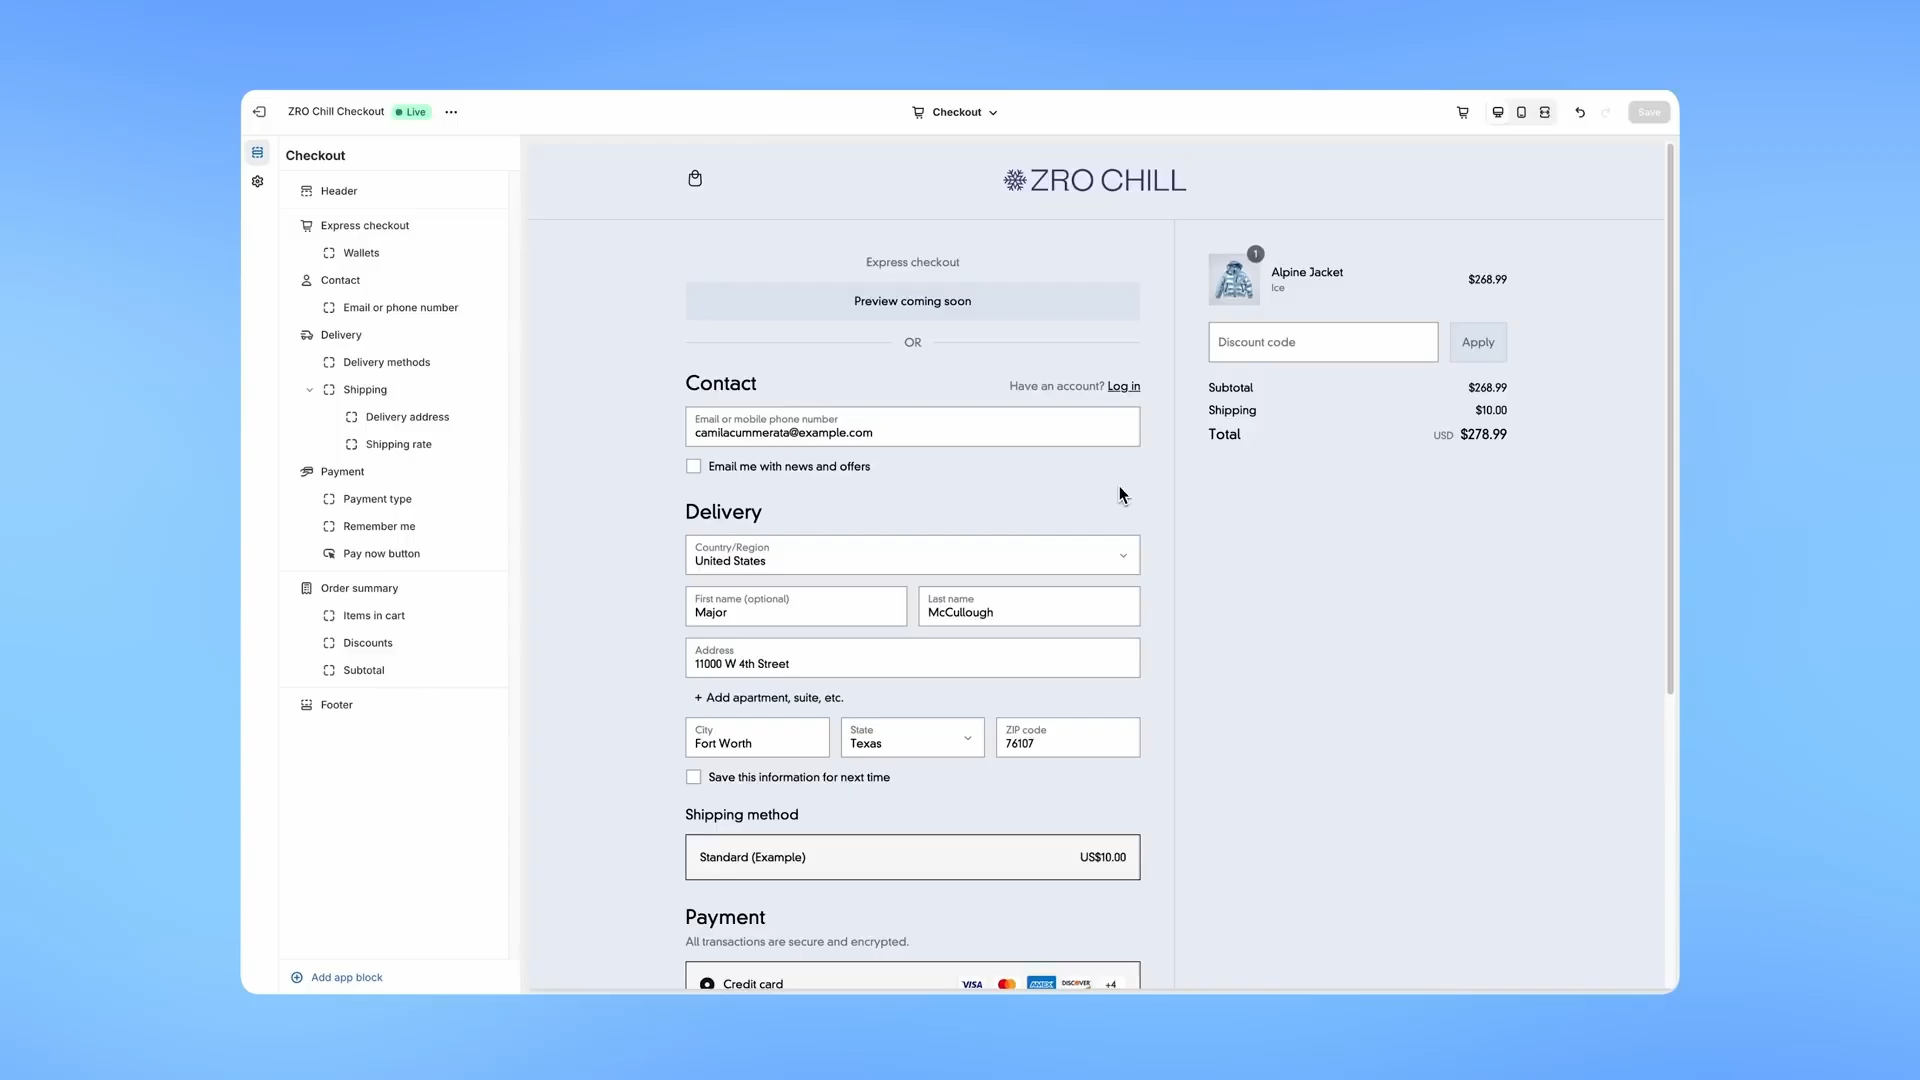 ZRO Chill Checkout Live
Checkout
Save
Checkout
Header
Express checkout
Wallets
Contact
Email or phone number
Delivery
Delivery methods
Shipping
Delivery address
Shipping rate
Payment
Payment type
Remember me
Pay now button
Order summary
Items in cart
Discounts
Subtotal
Footer
Add app block
ZRO CHILL
Express checkout
Preview coming soon
OR
Contact
Have an account? Log in
Email or mobile phone number
camilacummerata@example.com
Email me with news and offers
Delivery
Country/Region
United States
First name (optional)
Major
Last name
McCullough
Address
11000 W 4th Street
+ Add apartment, suite, etc.
City
Fort Worth
State
Texas
ZIP code
76107
Save this information for next time
Shipping method
Standard (Example) US$10.00
Payment
All transactions are secure and encrypted.
Credit card VISA AMEX DISCOVER +4
1
Alpine Jacket
Ice
$268.99
Discount code Apply
Subtotal $268.99
Shipping $10.00
Total USD $278.99